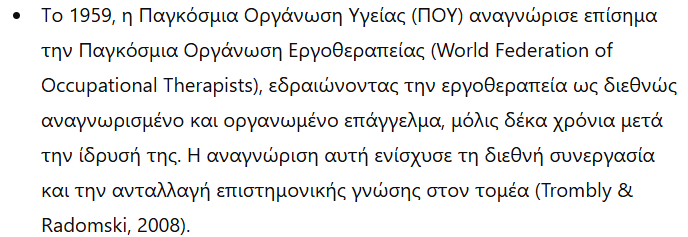 • Το 1959, η Παγκόσμια Οργάνωση Υγείας (ΠΟΥ) αναγνώρισε επίσημα
την Παγκόσμια Οργάνωση Εργοθεραπείας (World Federation of
Occupational Therapists), εδραιώνοντας την εργοθεραπεία ως διεθνώς
αναγνωρισμένο και οργανωμένο επάγγελμα, μόλις δέκα χρόνια μετά
την ίδρυσή της. Η αναγνώριση αυτή ενίσχυσε τη διεθνή συνεργασία
και την ανταλλαγή επιστημονικής γνώσης στον τομέα (Trombly &
Radomski, 2008).